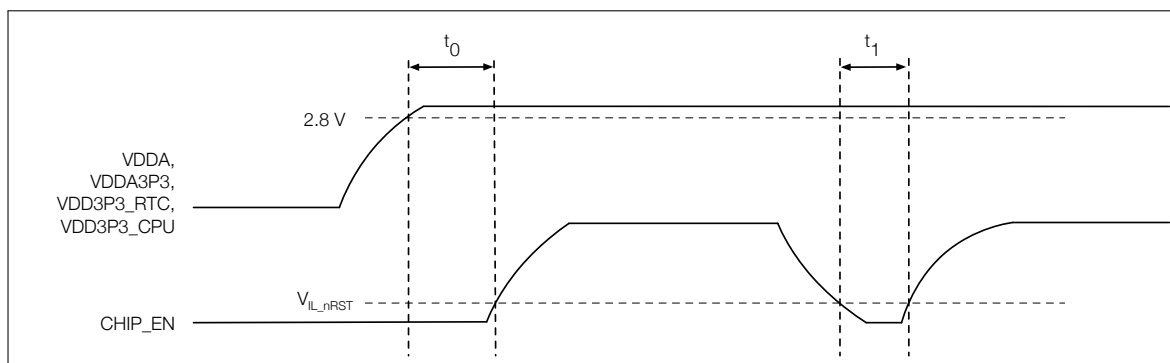 t0
t1
2.8 V
VDDA,
VDDA3P3,
VDD3P3_RTC,
VDD3P3_CPU
VIL_nRST
CHIP_EN